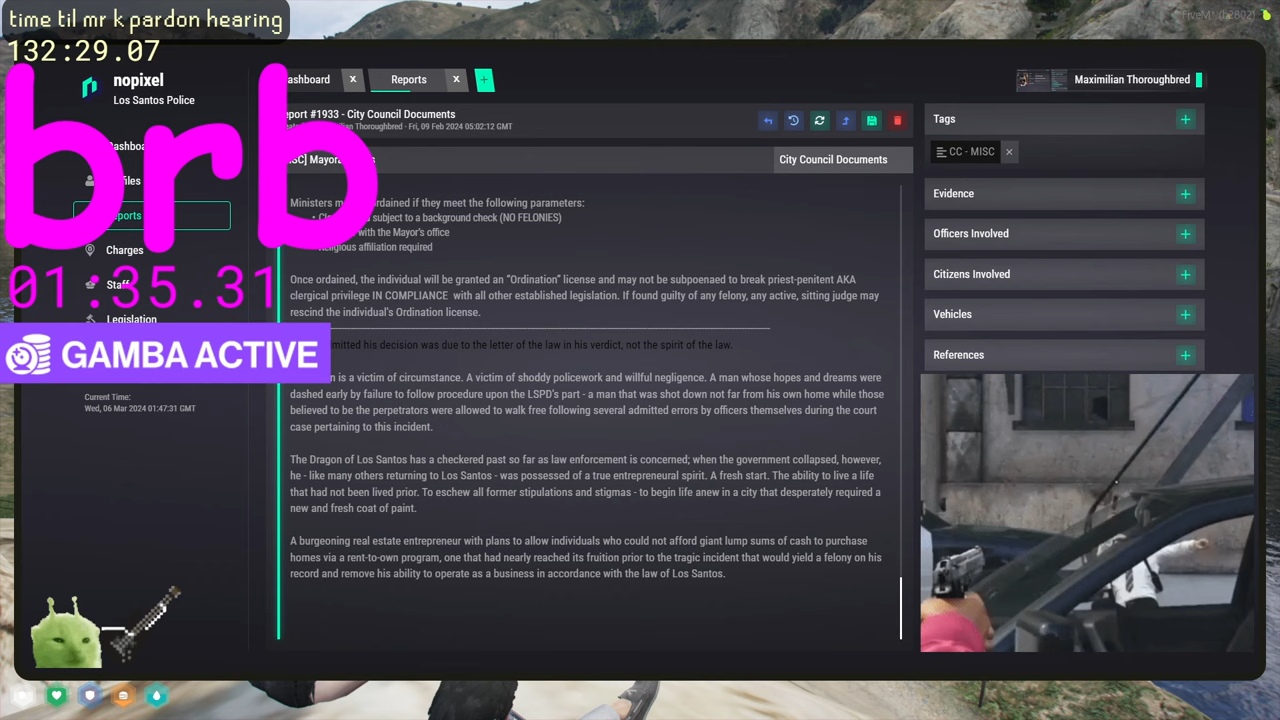 time til mr k pardon hearing
132:29.07
FiveM* (b2802)
nopixel
Los Santos Police
Reports
Charges
Staff
Legislation
Current Time:
Wed, 06 Mar 2024 01:47:31 GMT
brb
01:35.31
GAMBA ACTIVE
ashboard x
Reports x
+
Maximilian Thoroughbred
eport #1933 - City Council Documents
ilian Thoroughbred - Fri, 09 Feb 2024 05:02:12 GMT
City Council Documents
Ministers m ordained if they meet the following parameters:
subject to a background check (NO FELONIES)
with the Mayor's office
Religious affiliation required
Once ordained, the individual will be granted an “Ordination” license and may not be subpoenaed to break priest-penitent AKA
clerical privilege IN COMPLIANCE with all other established legislation. If found guilty of any felony, any active, sitting judge may
rescind the individual's Ordination license.
mitted his decision was due to the letter of the law in his verdict, not the spirit of the law.
is a victim of circumstance. A victim of shoddy policework and willful negligence. A man whose hopes and dreams were
dashed early by failure to follow procedure upon the LSPD's part - a man that was shot down not far from his own home while those
believed to be the perpetrators were allowed to walk free following several admitted errors by officers themselves during the court
case pertaining to this incident.
The Dragon of Los Santos has a checkered past so far as law enforcement is concerned; when the government collapsed, however,
he - like many others returning to Los Santos - was possessed of a true entrepreneurial spirit. A fresh start. The ability to live a life
that had not been lived prior. To eschew all former stipulations and stigmas - to begin life anew in a city that desperately required a
new and fresh coat of paint.
A burgeoning real estate entrepreneur with plans to allow individuals who could not afford giant lump sums of cash to purchase
homes via a rent-to-own program, one that had nearly reached its fruition prior to the tragic incident that would yield a felony on his
record and remove his ability to operate as a business in accordance with the law of Los Santos.
Tags +
CC - MISC x
Evidence +
Officers Involved +
Citizens Involved +
Vehicles +
References +